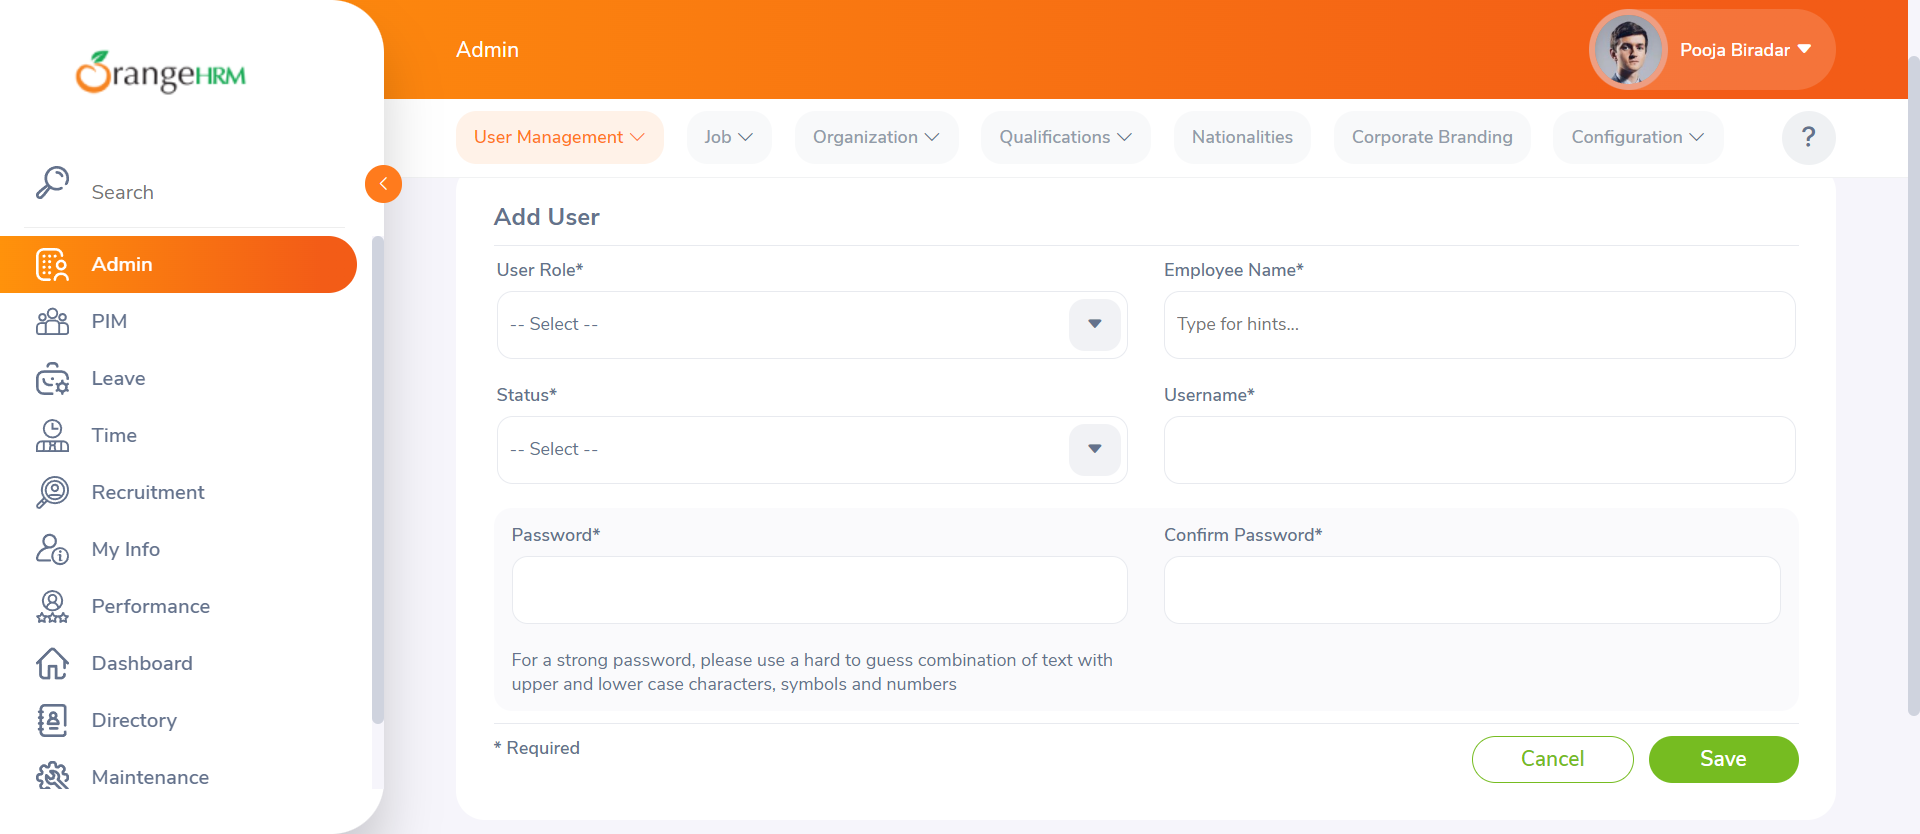 OrangeHRM
Search
Admin
PIM
Leave
Time
Recruitment
My Info
Performance
Dashboard
Directory
Maintenance
Admin
Pooja Biradar
User Management
Job
Organization
Qualifications
Nationalities
Corporate Branding
Configuration
?
Add User
User Role*
-- Select --
Employee Name*
Type for hints...
Status*
-- Select --
Username*
Password*
Confirm Password*
For a strong password, please use a hard to guess combination of text with
upper and lower case characters, symbols and numbers
* Required
Cancel
Save